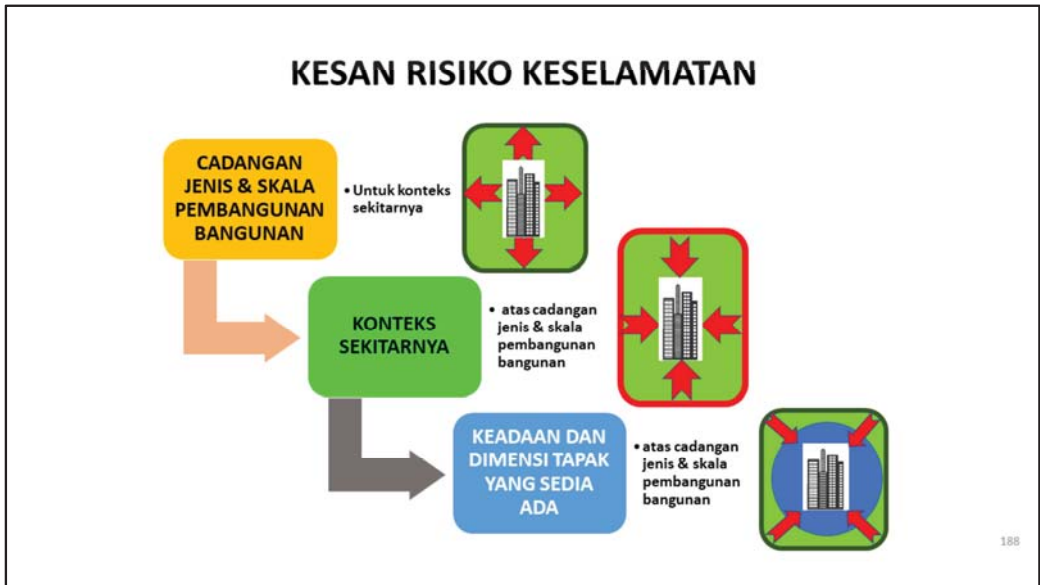 KESAN RISIKO KESELAMATAN
CADANGAN
JENIS & SKALA
PEMBANGUNAN
BANGUNAN
• Untuk konteks
sekitarnya
KONTEKS
SEKITARNYA
• atas cadangan
jenis & skala
pembangunan
bangunan
KEADAAN DAN
DIMENSI TAPAK
YANG SEDIA
ADA
• atas cadangan
jenis & skala
pembangunan
bangunan
188